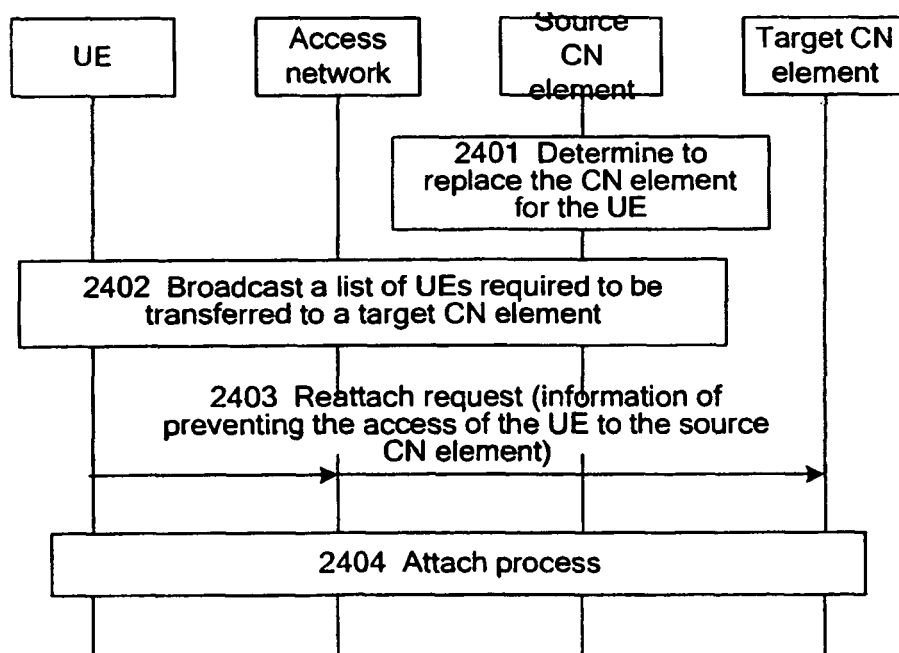 UE
Access
network
Source
CN
element
Target CN
element
2401 Determine to
replace the CN element
for the UE
2402 Broadcast a list of UEs required to be
transferred to a target CN element
2403 Reattach request (information of
preventing the access of the UE to the source
CN element)
2404 Attach process